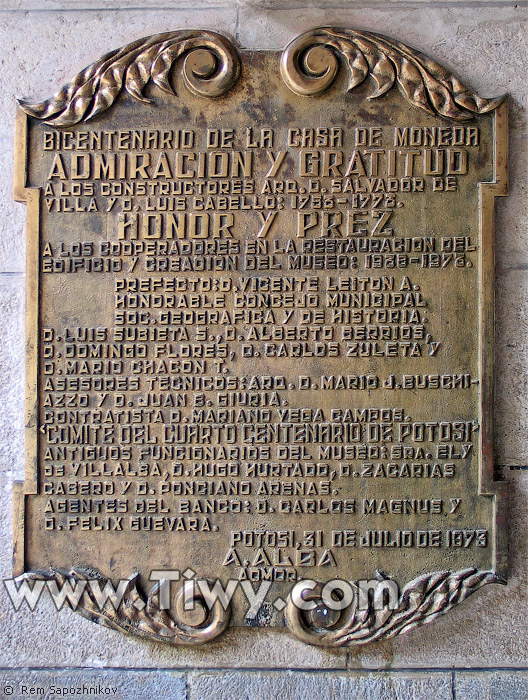 BICENTENARIO DE LA CASA DE MONEDA
ADMIRACION Y GRATITUD
A LOS CONSTRUCTORES ARQ. D. SALVADOR DE
VILLA Y D. LUIS CABELLO: 1756-1773.
HONOR Y PREZ
A LOS COOPERADORES EN LA RESTAURACION DEL
EDIFICIO Y CREACION DEL MUSEO: 1938-1973.
PREFECTO: D. VICENTE LEITON A.
HONORABLE CONCEJO MUNICIPAL
SOC. GEOGRAFICA Y DE HISTORIA:
D. LUIS SUBIETA S., D. ALBERTO BERRIOS,
D. DOMINGO FLORES, D. CARLOS ZULETA Y
D. MARIO CHACON T.
ASESORES TECNICOS: ARQ. D. MARIO J. BUSCHI-
AZZO Y D. JUAN B. GIURIA.
CONTRATISTA D. MARIANO VEGA CAMPOS.
"COMITE DEL CUARTO CENTENARIO DE POTOSI"
ANTIGUOS FUNCIONARIOS DEL MUSEO: SRA. ELY
DE VILLALBA, D. HUGO HURTADO, D. ZACARIAS
CABERO Y D. PONCIANO ARENAS.
AGENTES DEL BANCO: D. CARLOS MAGNUS Y
D. FELIX GUEVARA.
POTOSI, 31 DE JULIO DE 1973
A. ALBA
ADMOR.
www.Tiwy.com
© Rem Sapozhnikov